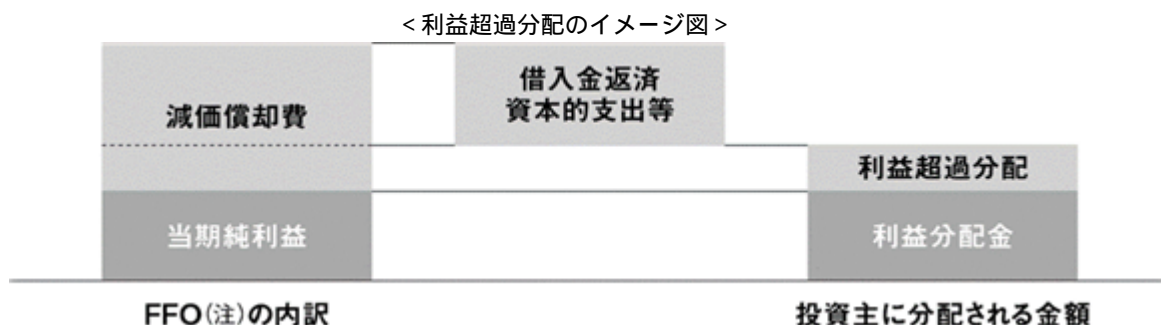 <利益超過分配のイメージ図>
減価償却費
借入金返済
資本的支出等
利益超過分配
当期純利益
利益分配金
FFO(注)の内訳
投資主に分配される金額